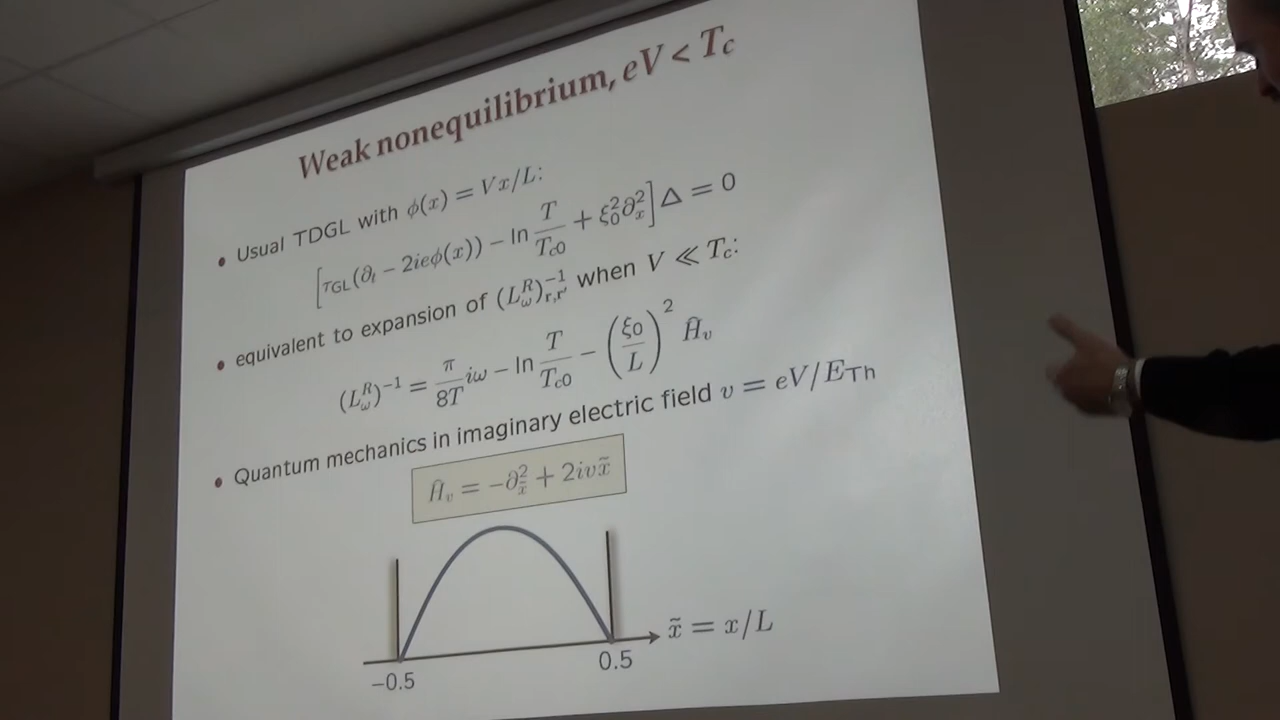 Weak nonequilibrium, eV < T_c
• Usual TDGL with ϕ(x) = Vx/L:
[τ_GL(∂_t − 2ieϕ(x)) − ln T/T_c0 + ξ_0^2∂_x^2]Δ = 0
• equivalent to expansion of (L_ω^R)^{−1}_{r,r'} when V ≪ T_c:
(L_ω^R)^{−1} = π/8T iω − ln T/T_c0 − (ξ_0/L)^2 Ĥ_v
• Quantum mechanics in imaginary electric field v = eV/E_Th
Ĥ_v = −∂_x̃^2 + 2ivx̃
x̃ = x/L
−0.5 0.5